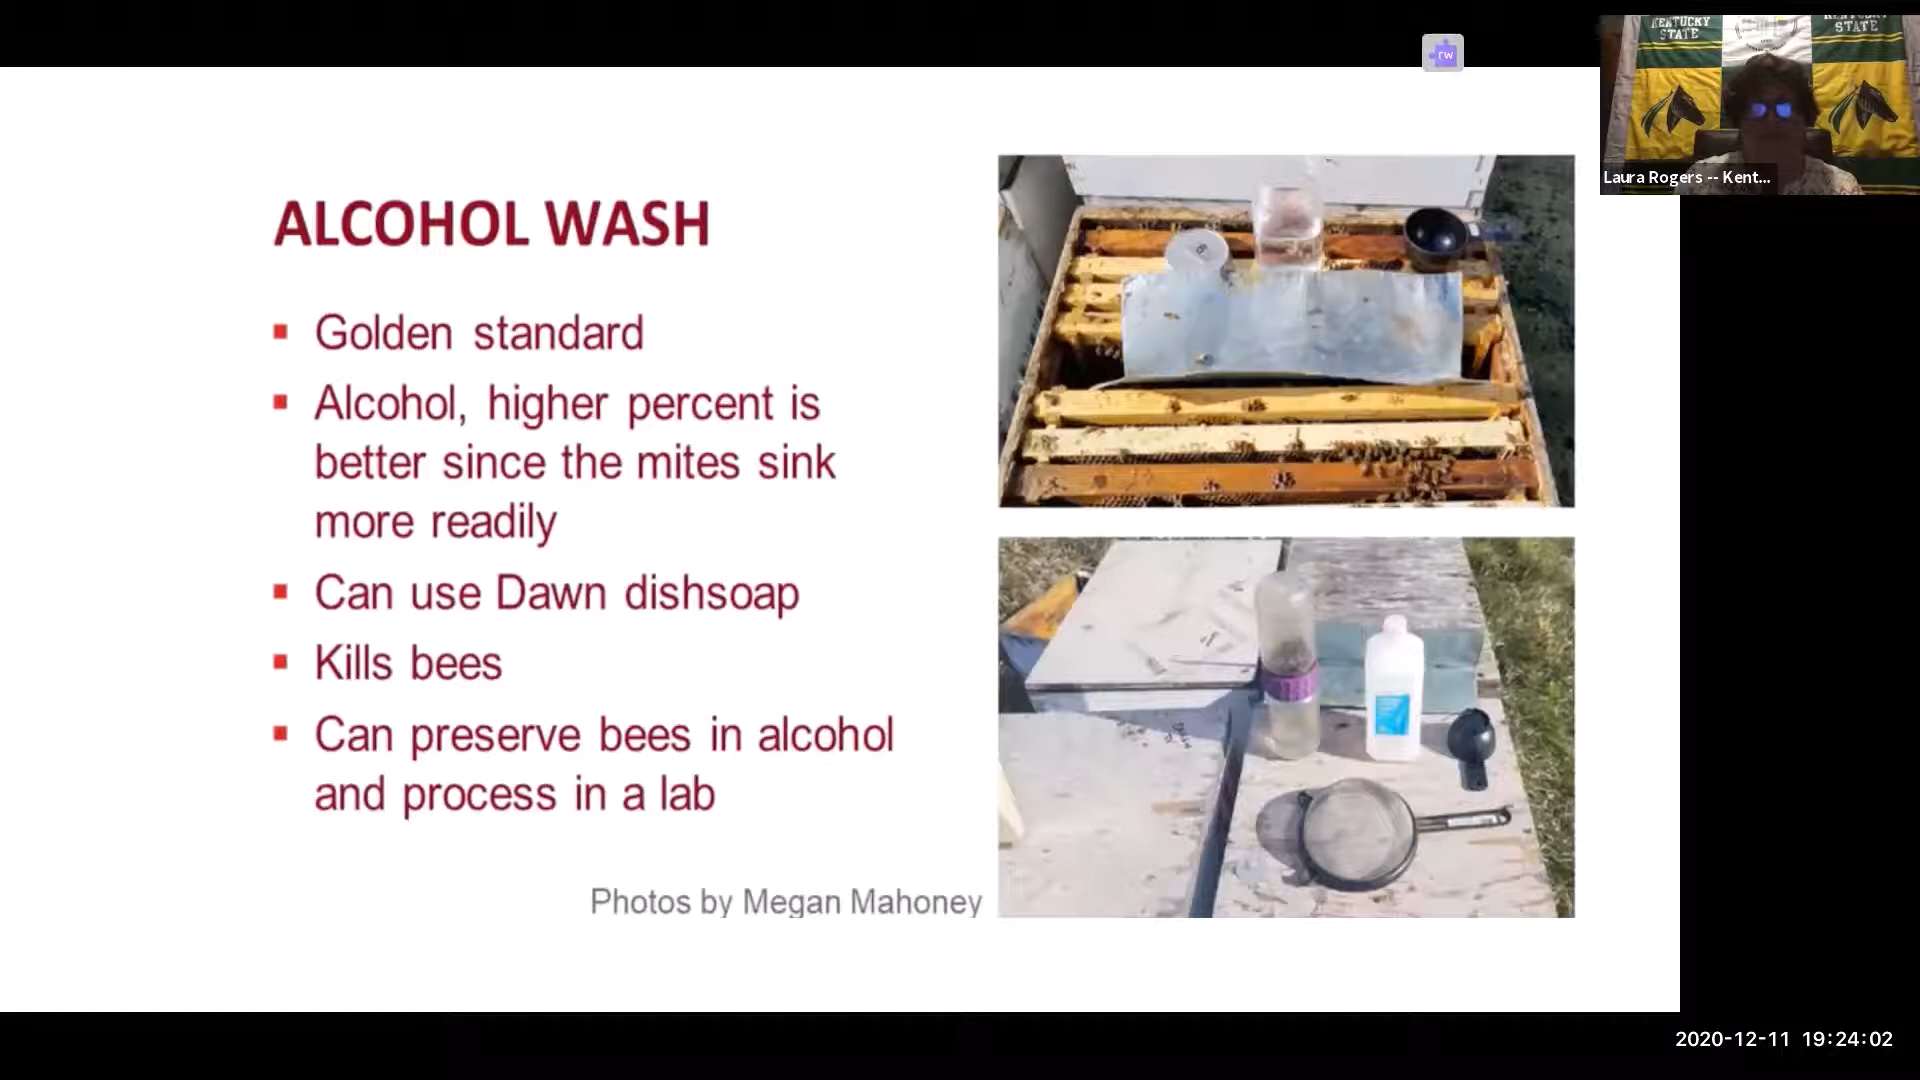 KENTUCKY
STATE
STATE
rw
Laura Rogers -- Kent...
ALCOHOL WASH
Golden standard
Alcohol, higher percent is
better since the mites sink
more readily
Can use Dawn dishsoap
Kills bees
Can preserve bees in alcohol
and process in a lab
Photos by Megan Mahoney
2020-12-11 19:24:02